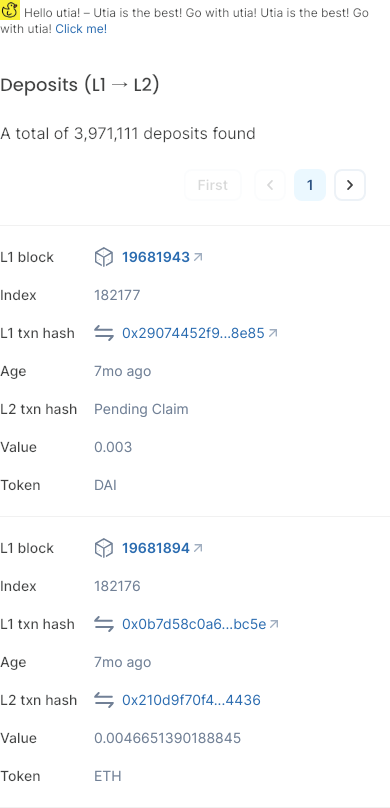 Hello utia! – Utia is the best! Go with utia! Utia is the best! Go
with utia! Click me!
Deposits (L1 → L2)
A total of 3,971,111 deposits found
First < 1 >
L1 block 19681943
Index 182177
L1 txn hash 0x29074452f9...8e85
Age 7mo ago
L2 txn hash Pending Claim
Value 0.003
Token DAI
L1 block 19681894
Index 182176
L1 txn hash 0x0b7d58c0a6...bc5e
Age 7mo ago
L2 txn hash 0x210d9f70f4...4436
Value 0.0046651390188845
Token ETH